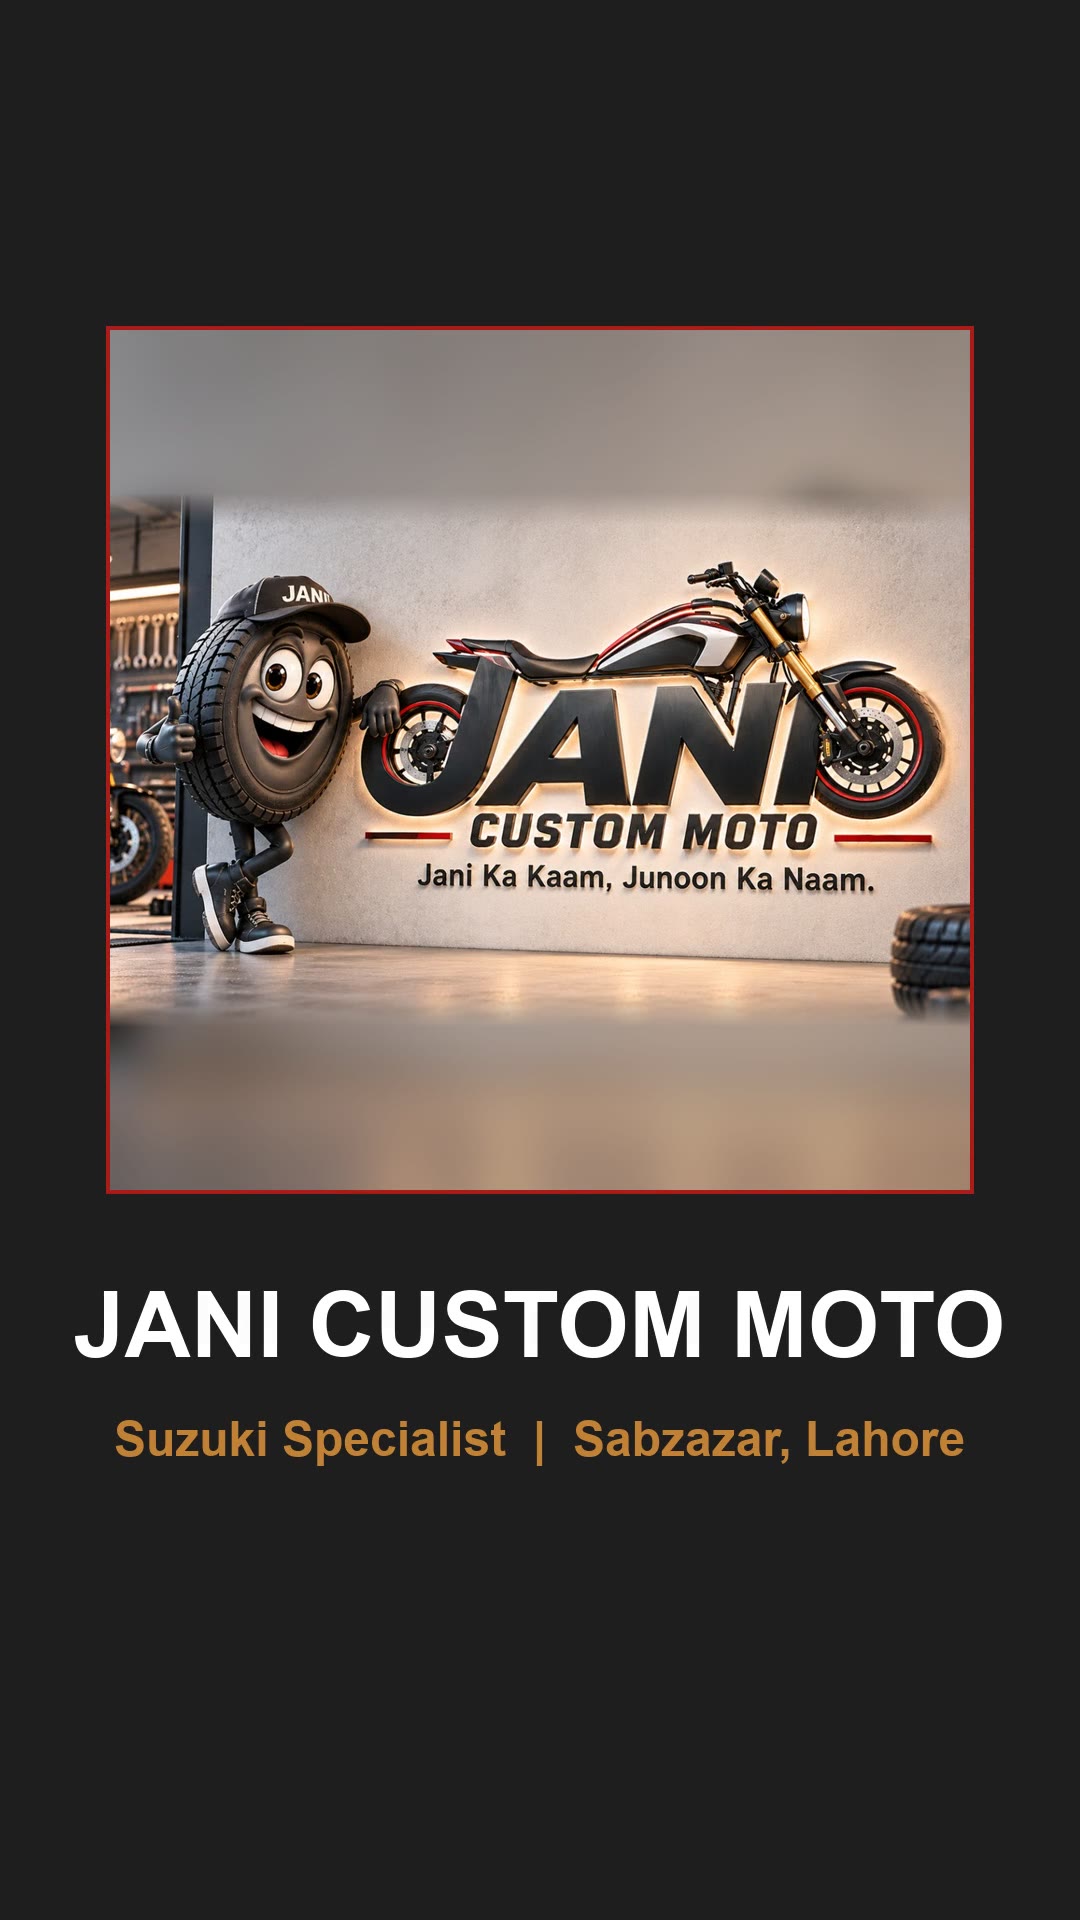 JANI
JANI
CUSTOM MOTO
Jani Ka Kaam, Junoon Ka Naam.
JANI CUSTOM MOTO
Suzuki Specialist | Sabzazar, Lahore